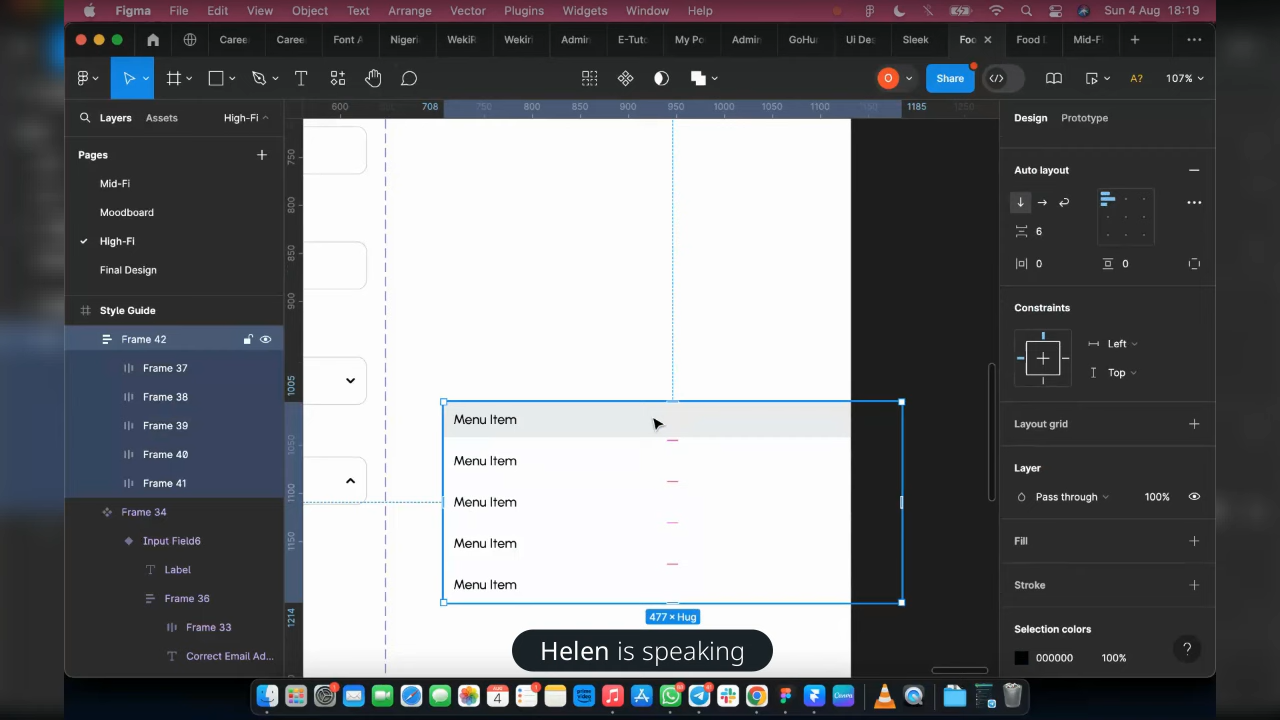 Figma File Edit View Object Text Arrange Vector Plugins Widgets Window Help Sun 4 Aug 18:19
Caree Caree Font A Nigeri WekiR Wekin Admin E-Tuto My Po Admin GoHu Ui Des Sleek Foo Food L Mid-F
O Share A? 107%
Layers Assets High-Fi
Pages
Mid-Fi
Moodboard
High-Fi
Final Design
Style Guide
Frame 42
Frame 37
Frame 38
Frame 39
Frame 40
Frame 41
Frame 34
Input Field6
Label
Frame 36
Frame 33
Correct Email Ad...
600 708 750 800 850 900 950 1000 1050 1100 1185 1250
750
800
850
900
1005
1050
1100
1150
1214
Menu Item
Menu Item
Menu Item
Menu Item
Menu Item
477 × Hug
Helen is speaking
Design Prototype
Auto layout
6
0 0
Constraints
Left
Top
Layout grid
Layer
Pass through 100%
Fill
Stroke
Selection colors
000000 100%
?